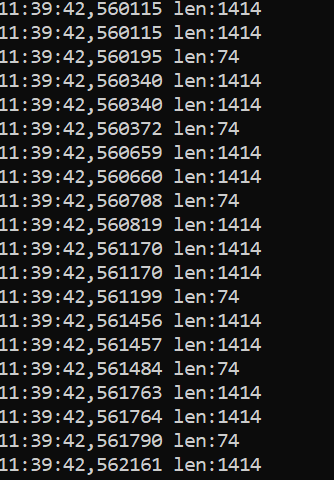 11:39:42,560115 len:1414
11:39:42,560115 len:1414
11:39:42,560195 len:74
11:39:42,560340 len:1414
11:39:42,560340 len:1414
11:39:42,560372 len:74
11:39:42,560659 len:1414
11:39:42,560660 len:1414
11:39:42,560708 len:74
11:39:42,560819 len:1414
11:39:42,561170 len:1414
11:39:42,561170 len:1414
11:39:42,561199 len:74
11:39:42,561456 len:1414
11:39:42,561457 len:1414
11:39:42,561484 len:74
11:39:42,561763 len:1414
11:39:42,561764 len:1414
11:39:42,561790 len:74
11:39:42,562161 len:1414